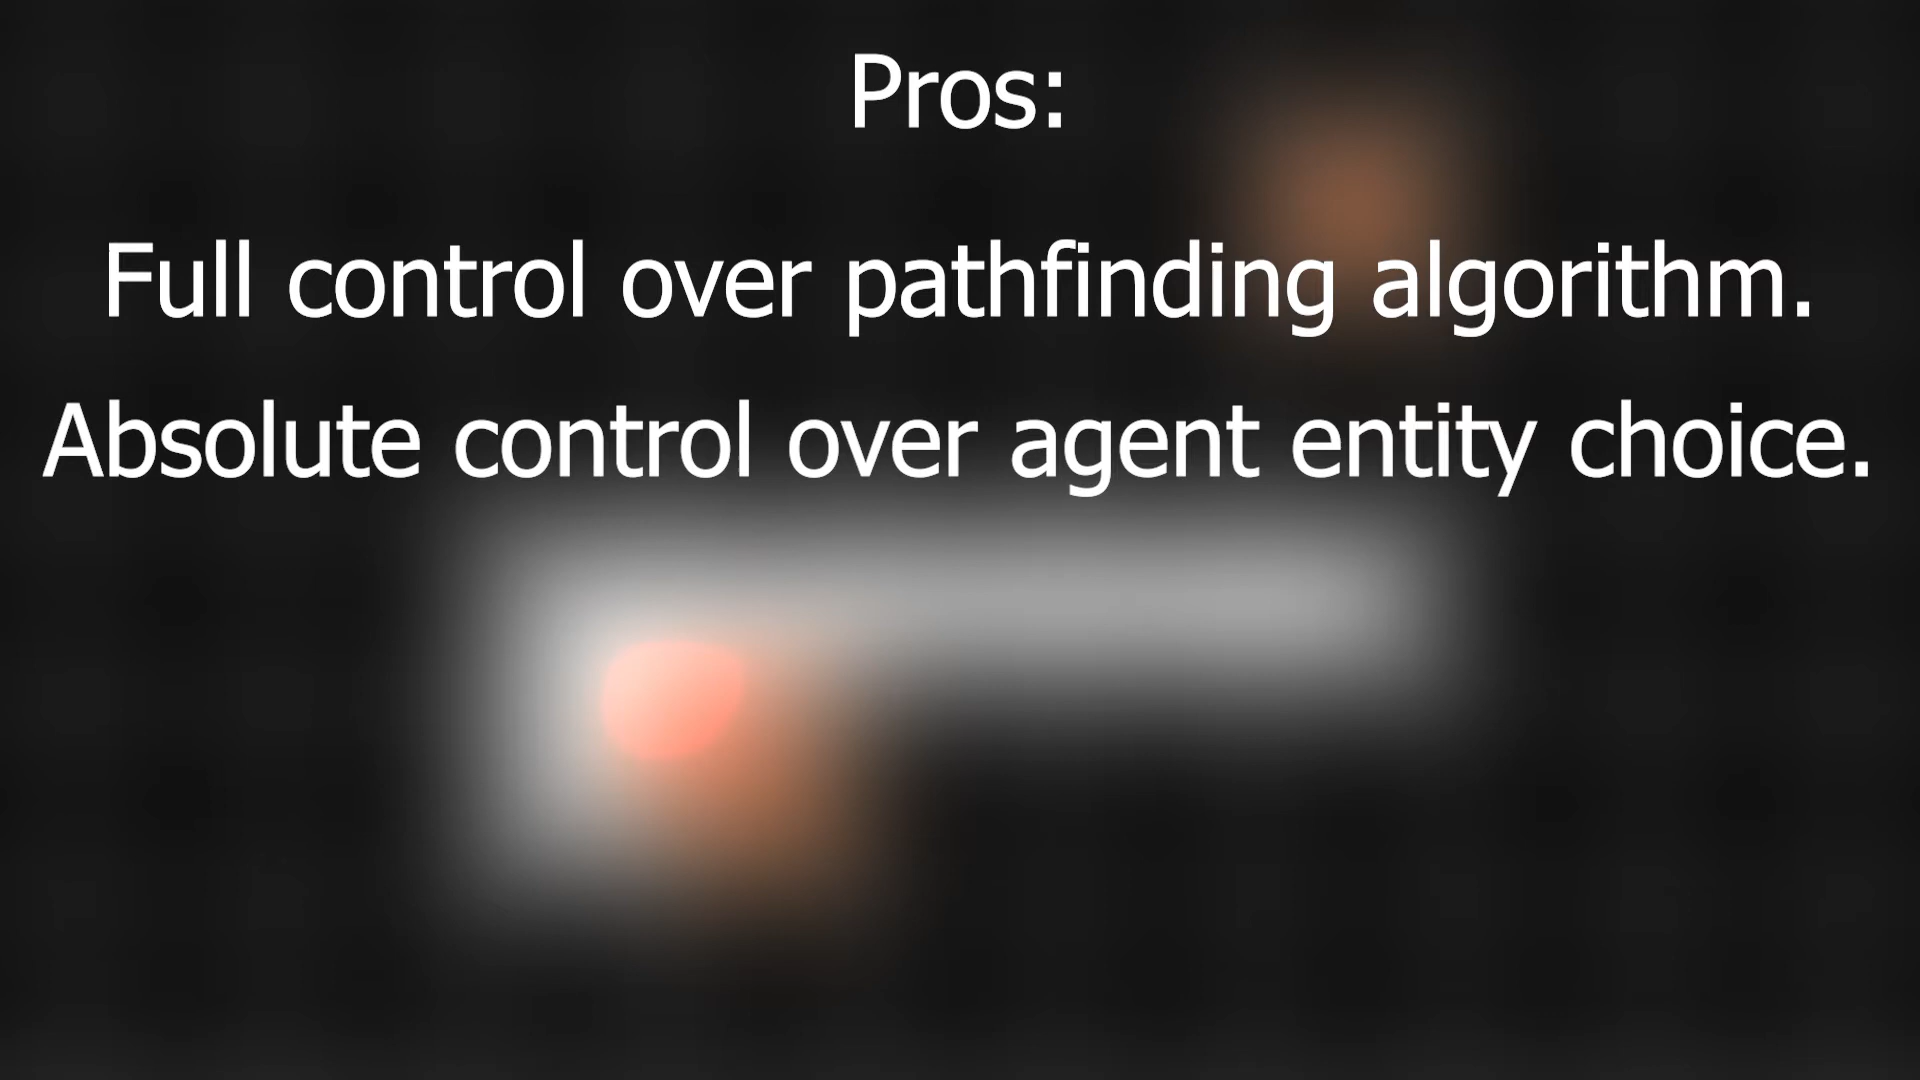 Pros:
Full control over pathfinding algorithm.
Absolute control over agent entity choice.